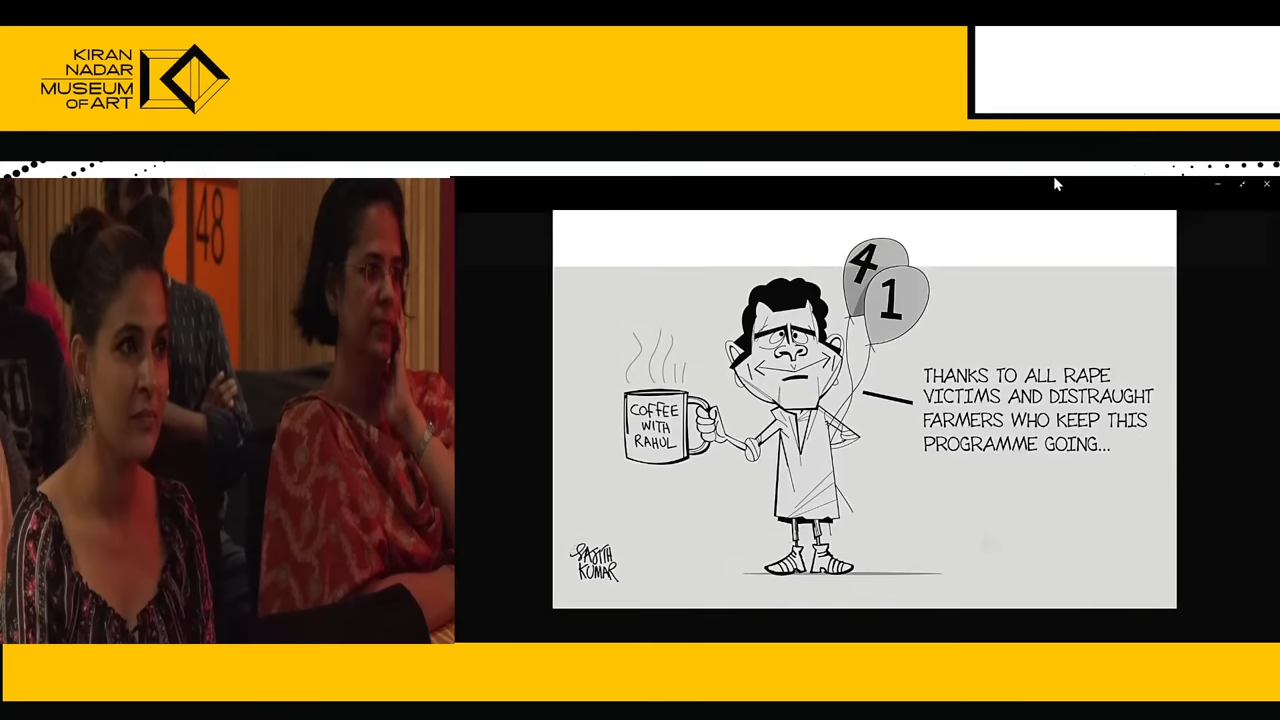 KIRAN
NADAR
MUSEUM
OF ART
48
4
1
THANKS TO ALL RAPE
VICTIMS AND DISTRAUGHT
FARMERS WHO KEEP THIS
PROGRAMME GOING...
COFFEE
WITH
RAHUL
SAJITH
KUMAR